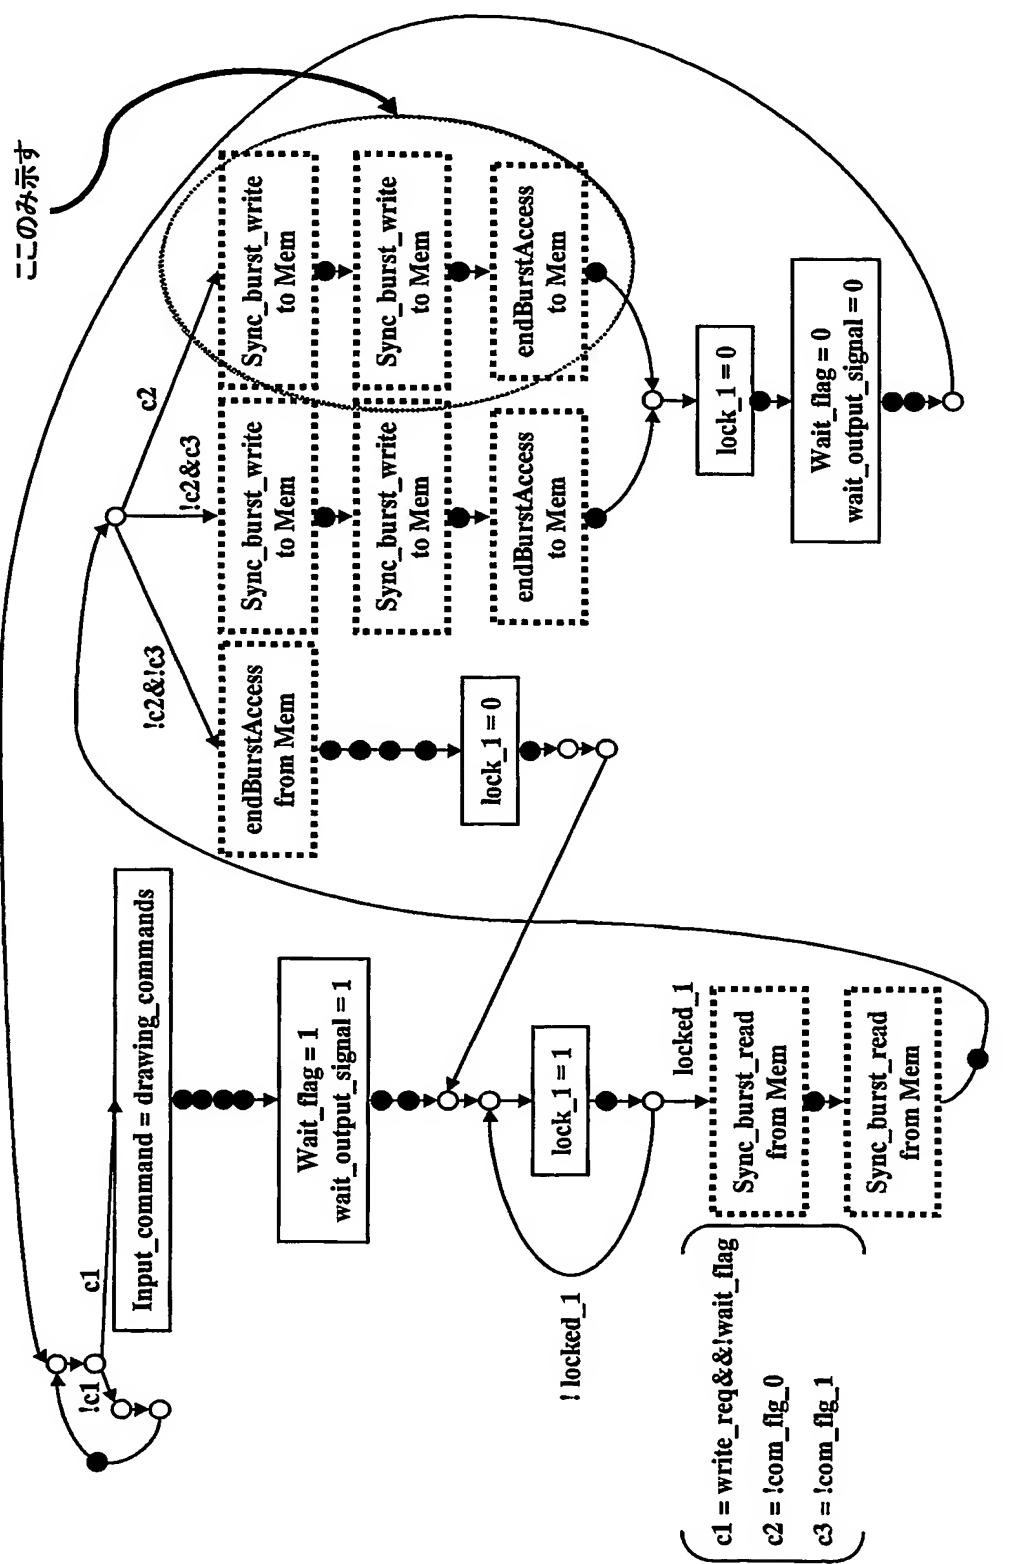 ここのみ示す
c1
!c1
Input_command = drawing_commands
Wait_flag = 1
wait_output_signal = 1
lock_1 = 1
! locked_1
locked_1
Sync_burst_read
from Mem
Sync_burst_read
from Mem
c1 = write_req&&!wait_flag
c2 = !com_flg_0
c3 = !com_flg_1
!c2&!c3
!c2&c3
c2
endBurstAccess
from Mem
lock_1 = 0
Sync_burst_write
to Mem
Sync_burst_write
to Mem
endBurstAccess
to Mem
Sync_burst_write
to Mem
Sync_burst_write
to Mem
endBurstAccess
to Mem
lock_1 = 0
Wait_flag = 0
wait_output_signal = 0